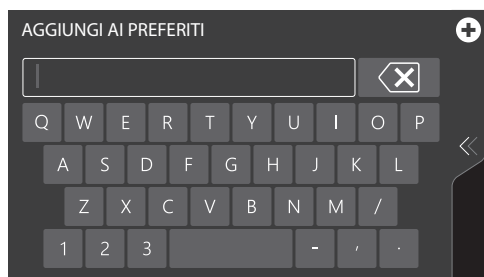 AGGIUNGI AI PREFERITI
Q W E R T Y U I O P
A S D F G H J K L
Z X C V B N M /
1 2 3 - , .